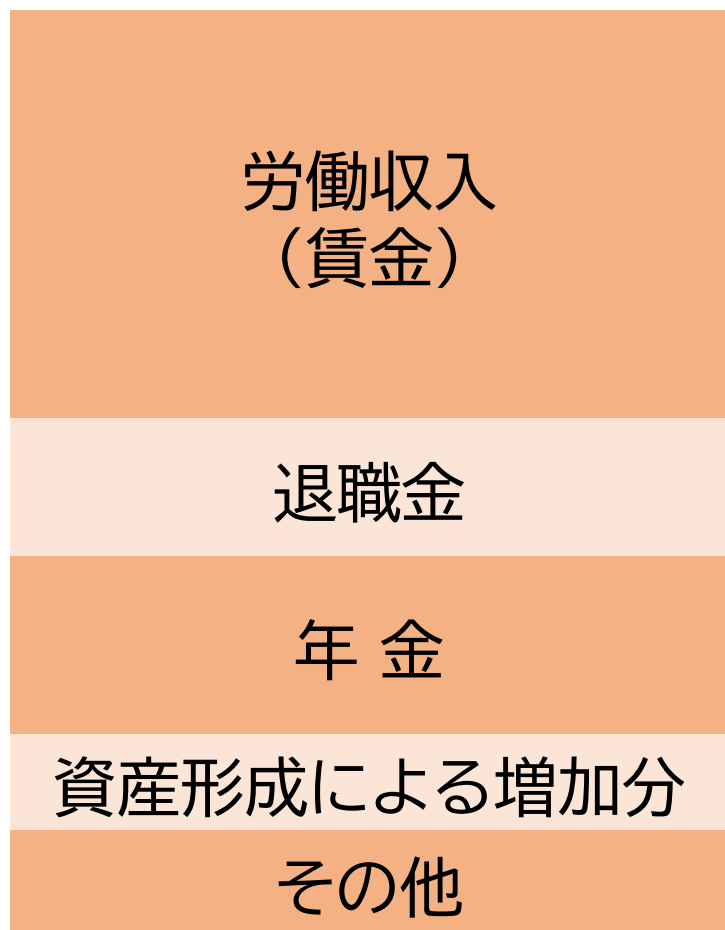 労働収入
（賃金）
退職金
年 金
資産形成による増加分
その他